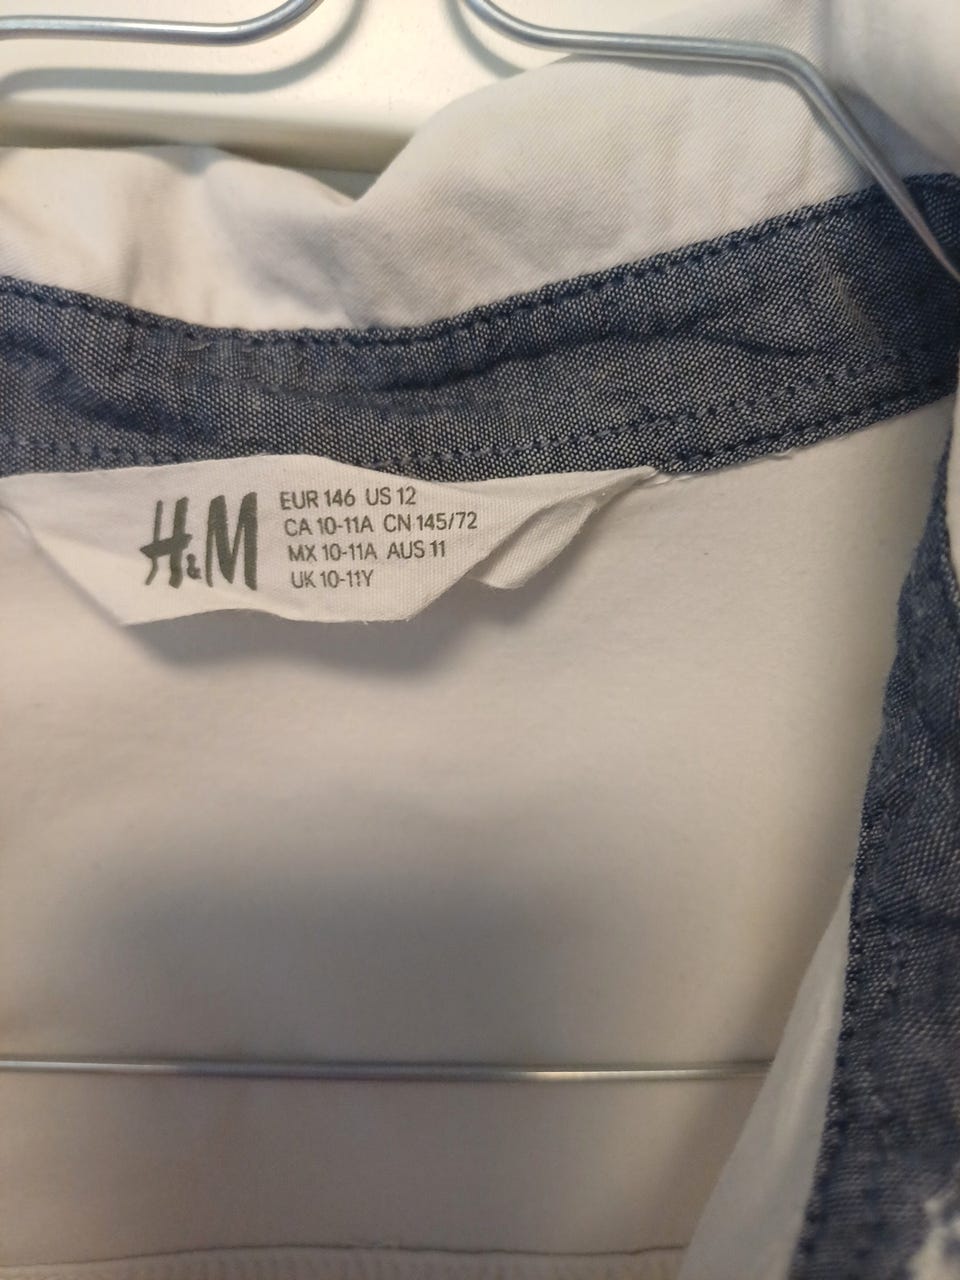 H&M
EUR 146 US 12
CA 10-11A CN 145/72
MX 10-11A AUS 11
UK 10-11Y